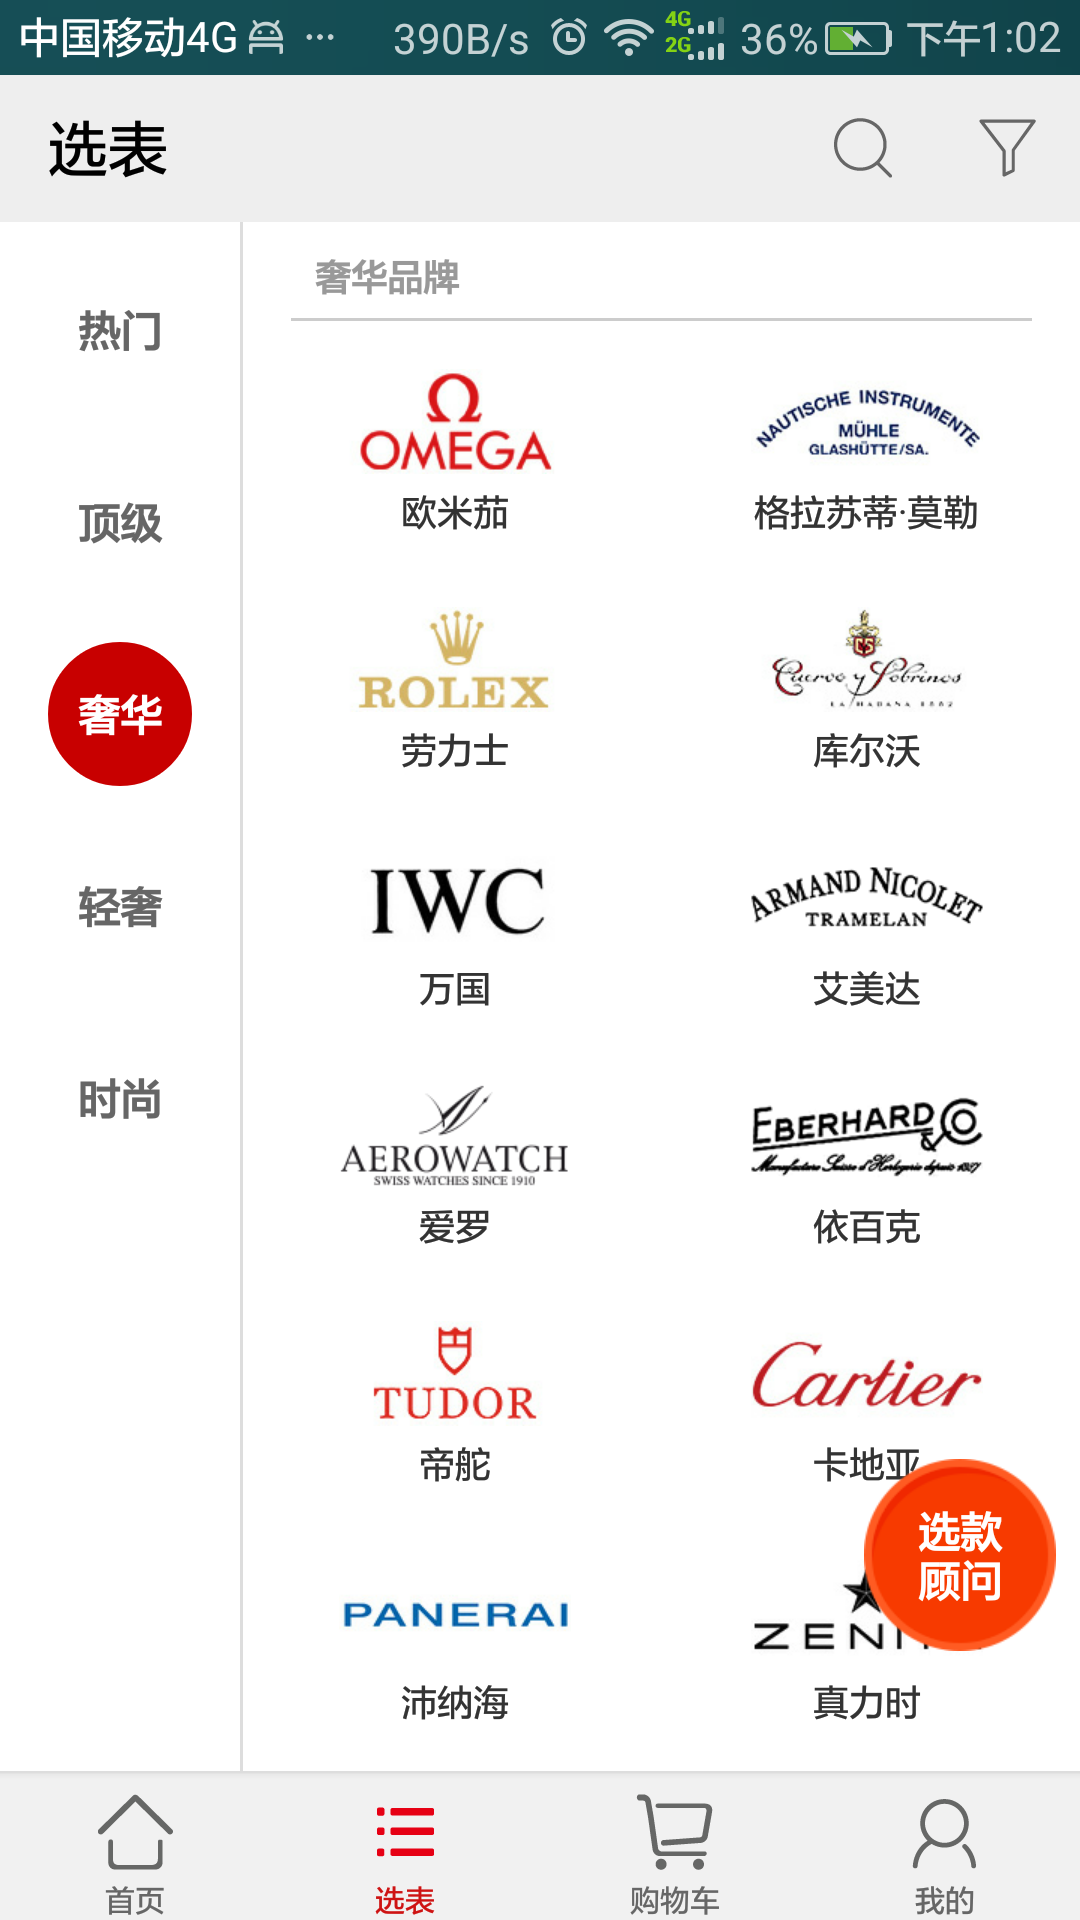 中国移动4G ... 390B/s 4G 2G 36% 下午1:02
选表
热门
顶级
奢华
轻奢
时尚
奢华品牌
OMEGA
欧米茄
NAUTISCHE INSTRUMENTE
MÜHLE
GLASHÜTTE/SA.
格拉苏蒂·莫勒
ROLEX
劳力士
Cuervo y Sobrinos
LA HABANA 1882
库尔沃
IWC
万国
ARMAND NICOLET
TRAMELAN
艾美达
AEROWATCH
SWISS WATCHES SINCE 1910
爱罗
EBERHARD & CO
Manufacture Suisse d'Horlogerie depuis 1887
依百克
TUDOR
帝舵
Cartier
卡地亚
PANERAI
沛纳海
ZENI
真力时
选款
顾问
首页
选表
购物车
我的